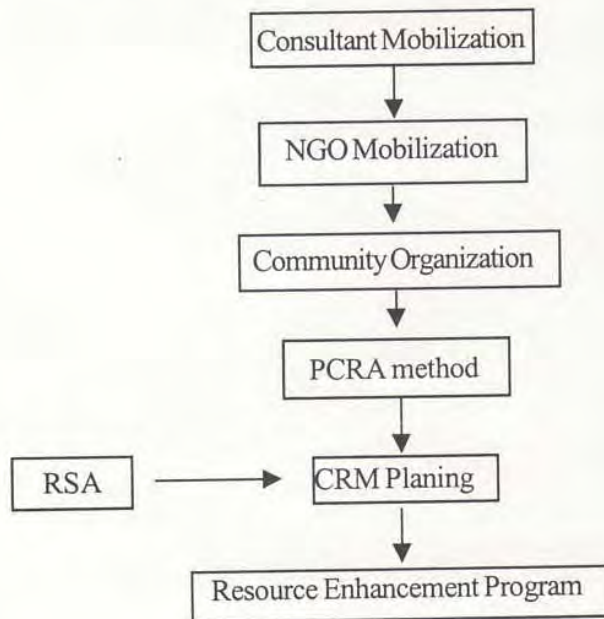 Consultant Mobilization
NGO Mobilization
Community Organization
PCRA method
RSA
CRM Planing
Resource Enhancement Program